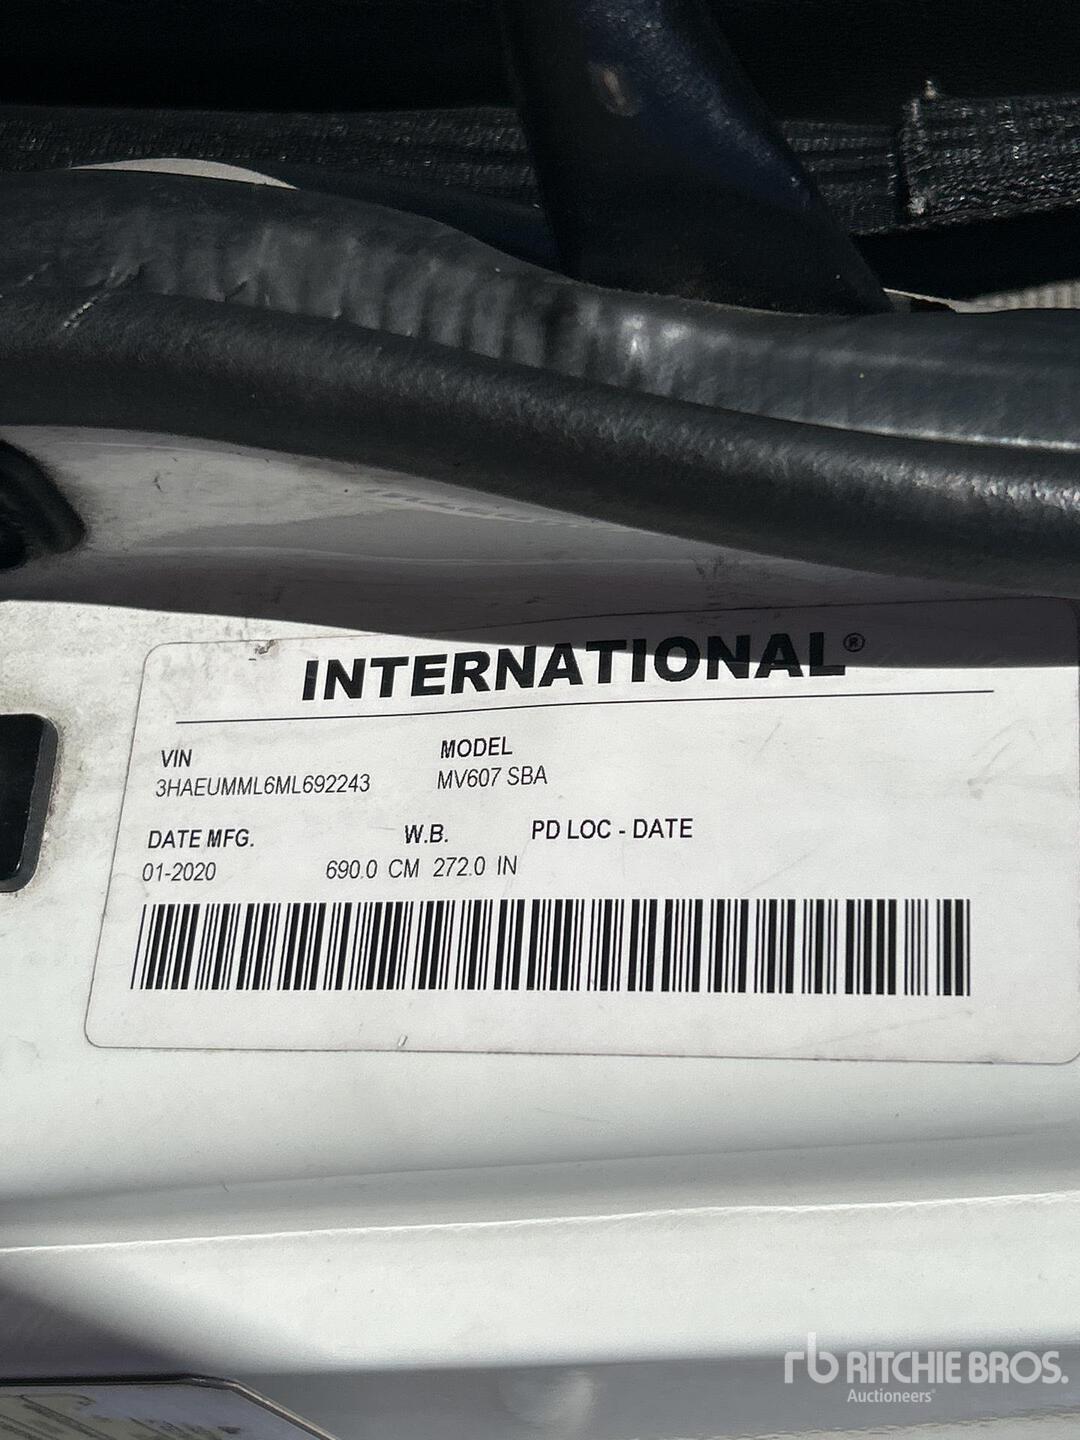 INTERNATIONAL®
VIN MODEL
3HAEUMML6ML692243 MV607 SBA
DATE MFG. W.B. PD LOC - DATE
01-2020 690.0 CM 272.0 IN
rb RITCHIE BROS.
Auctioneers®